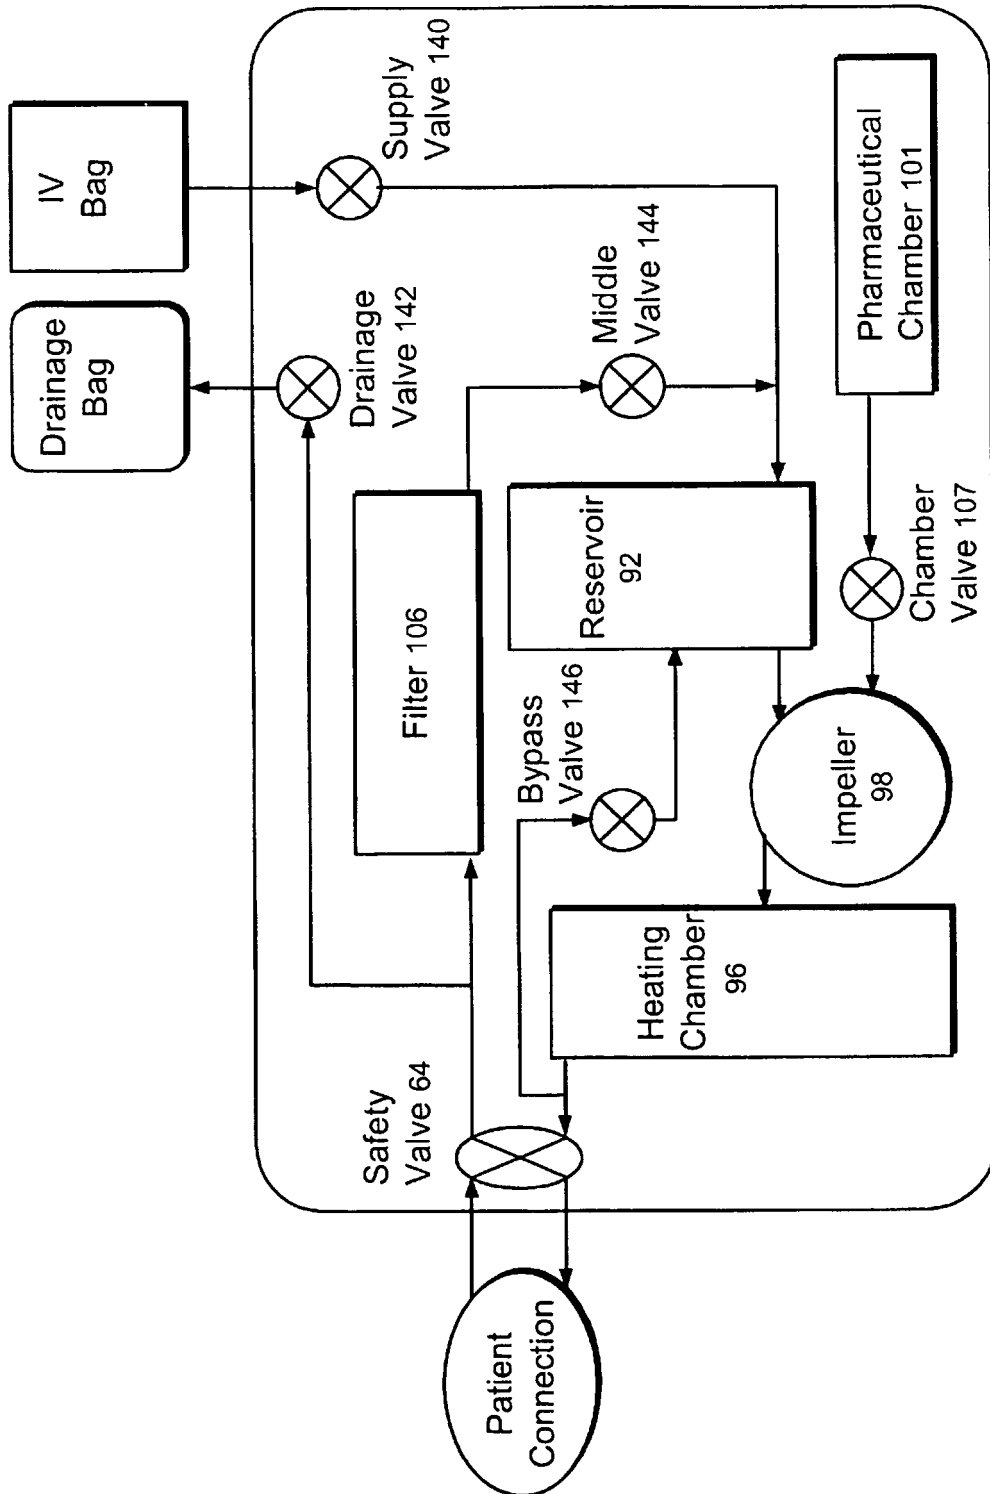 IV
Bag
Drainage
Bag
Supply
Valve 140
Drainage
Valve 142
Middle
Valve 144
Pharmaceutical
Chamber 101
Filter 106
Reservoir
92
Chamber
Valve 107
Bypass
Valve 146
Impeller
98
Heating
Chamber
96
Safety
Valve 64
Patient
Connection